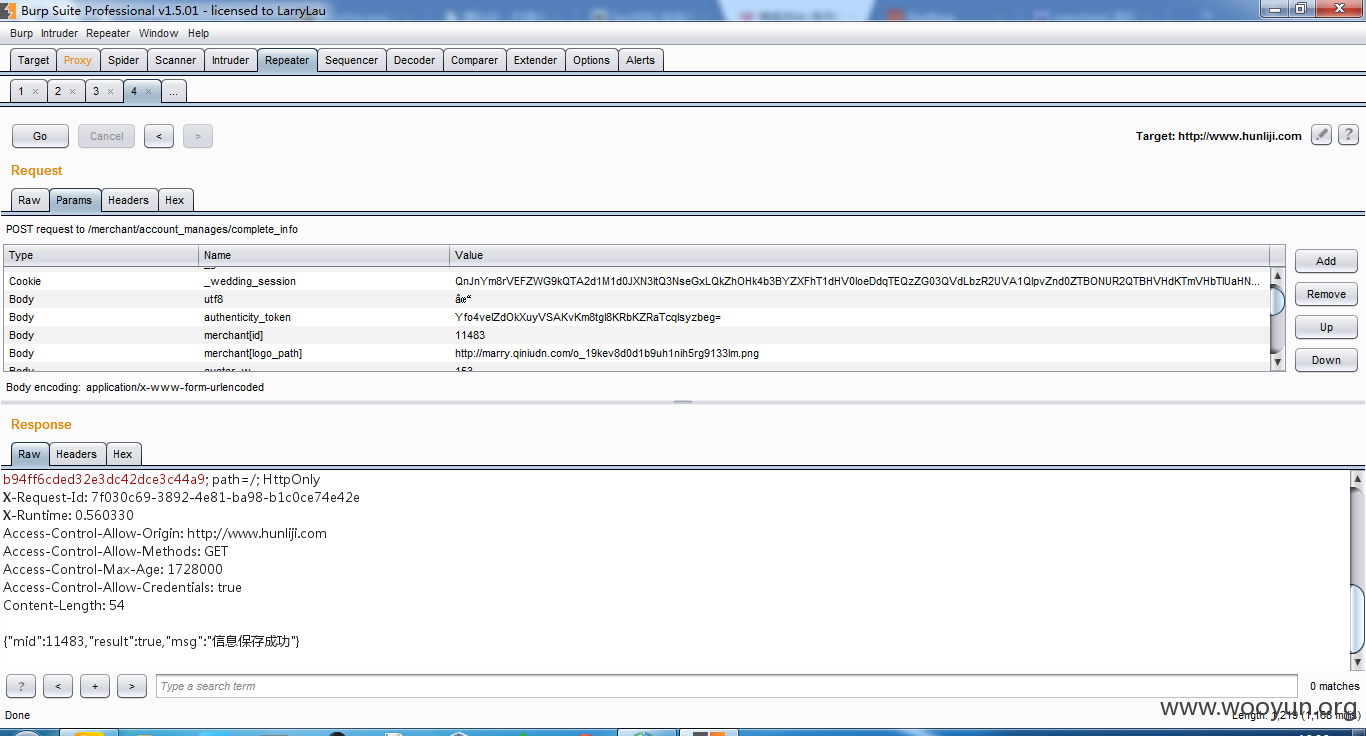 Burp Suite Professional v1.5.01 - licensed to LarryLau
Burp Intruder Repeater Window Help
Target Proxy Spider Scanner Intruder Repeater Sequencer Decoder Comparer Extender Options Alerts
1 × 2 × 3 × 4 × ...
Go Cancel < > Target: http://www.hunliji.com ?
Request
Raw Params Headers Hex
POST request to /merchant/account_manages/complete_info
Type Name Value
Cookie _wedding_session
Body utf8 âœ“
Body authenticity_token
Body merchant[id] 11483
Body merchant[logo_path] http://marry.qiniudn.com/o_19kev8d0d1b9uh1nih5rg9133lm.png
Add
Remove
Up
Down
Body encoding: application/x-www-form-urlencoded
Response
Raw Headers Hex
b94ff6cded32e3dc42dce3c44a9; path=/; HttpOnly
X-Request-Id: 7f030c69-3892-4e81-ba98-b1c0ce74e42e
X-Runtime: 0.560330
Access-Control-Allow-Origin: http://www.hunliji.com
Access-Control-Allow-Methods: GET
Access-Control-Max-Age: 1728000
Access-Control-Allow-Credentials: true
Content-Length: 54
{"mid":11483,"result":true,"msg":"信息保存成功"}
? < + > Type a search term 0 matches
Done
www.wooyun.org